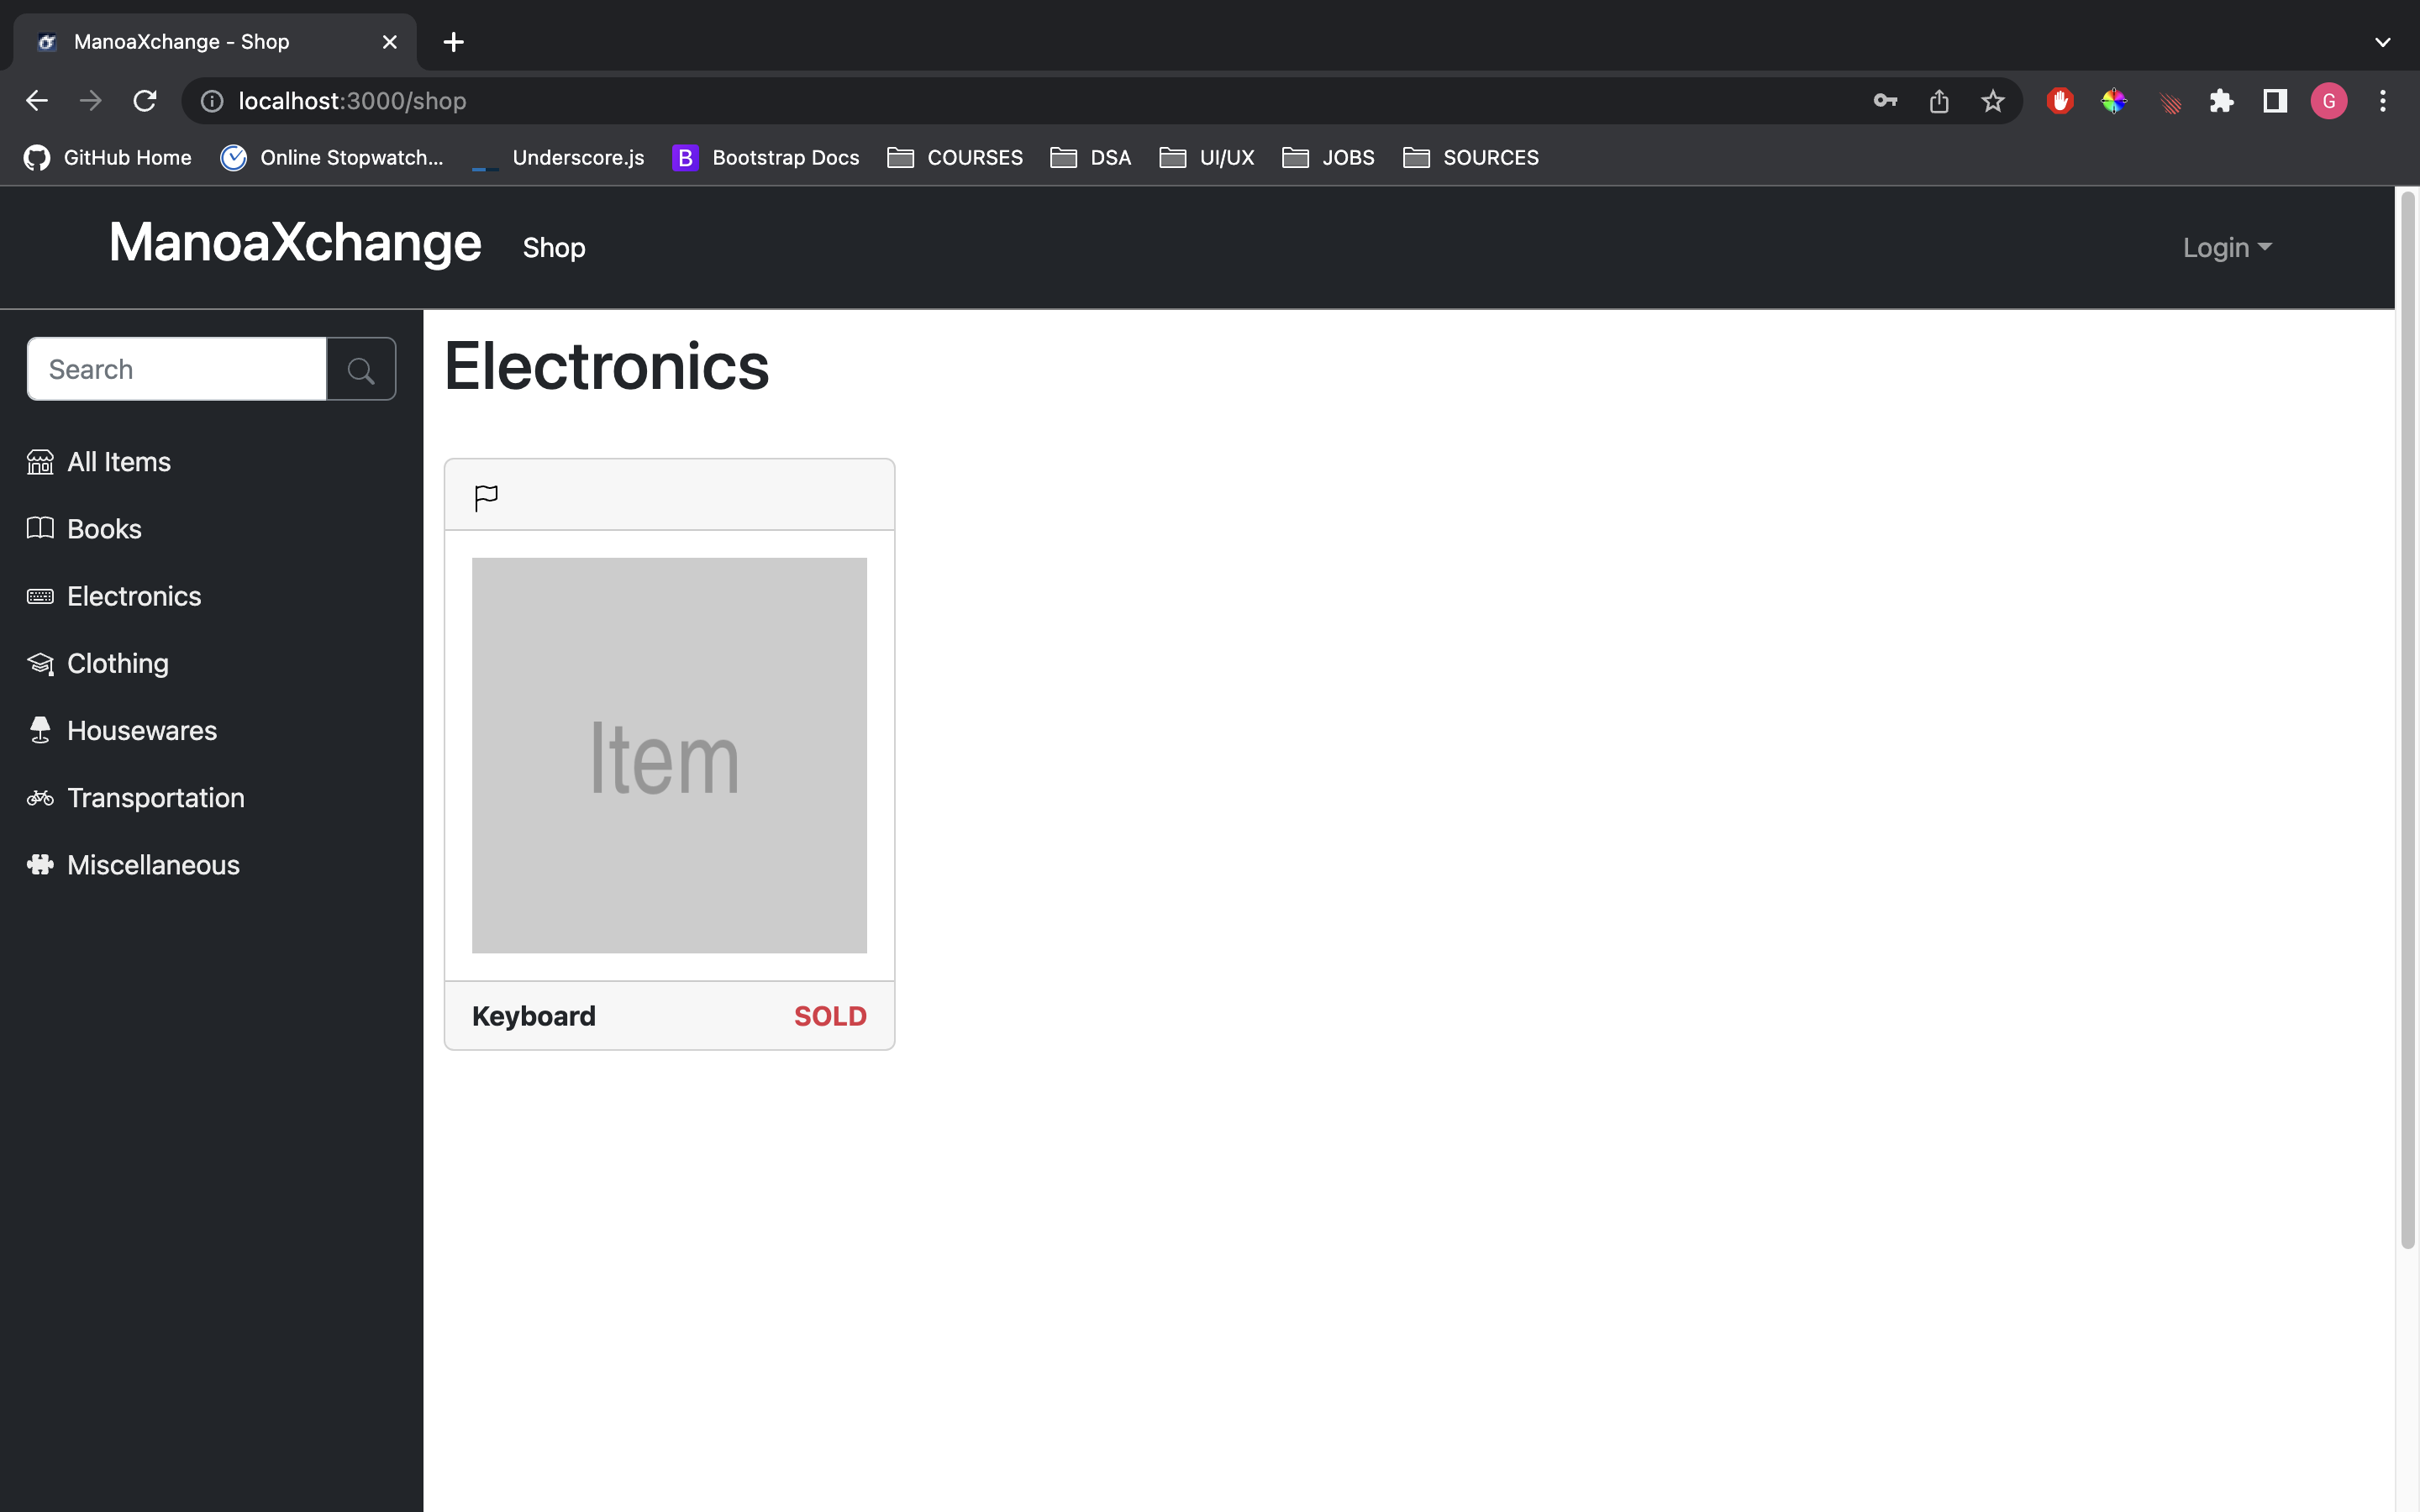 ManoaXchange - Shop
localhost:3000/shop
G
GitHub Home Online Stopwatch... Underscore.js B Bootstrap Docs COURSES DSA UI/UX JOBS SOURCES
ManoaXchange Shop Login
Search
Electronics
All Items
Books
Electronics
Clothing
Housewares
Transportation
Miscellaneous
Item
Keyboard SOLD